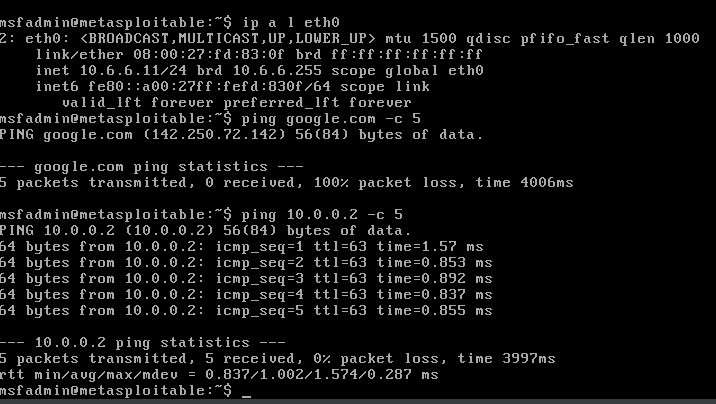 msfadmin@metasploitable:~$ ip a l eth0
2: eth0: <BROADCAST,MULTICAST,UP,LOWER_UP> mtu 1500 qdisc pfifo_fast qlen 1000
link/ether 08:00:27:fd:83:0f brd ff:ff:ff:ff:ff:ff
inet 10.6.6.11/24 brd 10.6.6.255 scope global eth0
inet6 fe80::a00:27ff:fefd:830f/64 scope link
valid_lft forever preferred_lft forever
msfadmin@metasploitable:~$ ping google.com -c 5
PING google.com (142.250.72.142) 56(84) bytes of data.
--- google.com ping statistics ---
5 packets transmitted, 0 received, 100% packet loss, time 4006ms
msfadmin@metasploitable:~$ ping 10.0.0.2 -c 5
PING 10.0.0.2 (10.0.0.2) 56(84) bytes of data.
64 bytes from 10.0.0.2: icmp_seq=1 ttl=63 time=1.57 ms
64 bytes from 10.0.0.2: icmp_seq=2 ttl=63 time=0.853 ms
64 bytes from 10.0.0.2: icmp_seq=3 ttl=63 time=0.892 ms
64 bytes from 10.0.0.2: icmp_seq=4 ttl=63 time=0.837 ms
64 bytes from 10.0.0.2: icmp_seq=5 ttl=63 time=0.855 ms
--- 10.0.0.2 ping statistics ---
5 packets transmitted, 5 received, 0% packet loss, time 3997ms
rtt min/avg/max/mdev = 0.837/1.002/1.574/0.287 ms
msfadmin@metasploitable:~$ _